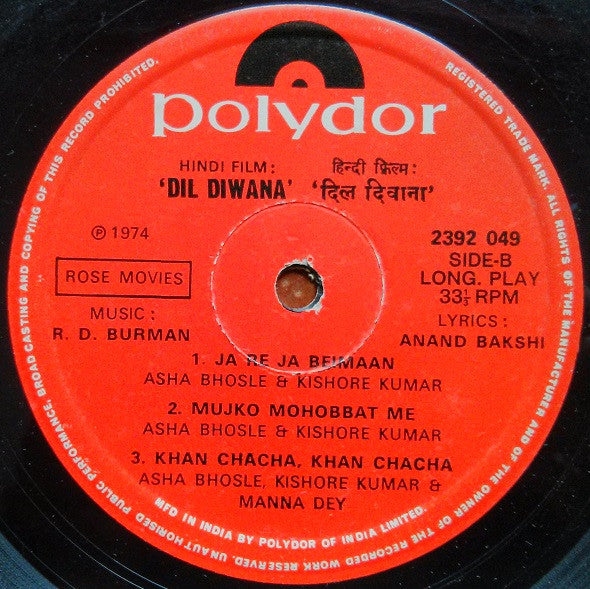 polydor
HINDI FILM :
'DIL DIWANA'
हिन्दी फ़िल्म :
'दिल दिवाना'
℗ 1974
ROSE MOVIES
MUSIC :
R. D. BURMAN
2392 049
SIDE-B
LONG. PLAY
33⅓ RPM
LYRICS :
ANAND BAKSHI
1. JA RE JA BEIMAAN
ASHA BHOSLE & KISHORE KUMAR
2. MUJKO MOHOBBAT ME
ASHA BHOSLE & KISHORE KUMAR
3. KHAN CHACHA, KHAN CHACHA
ASHA BHOSLE, KISHORE KUMAR &
MANNA DEY
MFD IN INDIA BY POLYDOR OF INDIA LIMITED.
REGISTERED TRADE MARK. ALL RIGHTS OF THE MANUFACTURER AND OF THE OWNER OF THE RECORDED WORK RESERVED. UNAUTHORISED PUBLIC PERFORMANCE, BROAD CASTING AND COPYING OF THIS RECORD PROHIBITED.